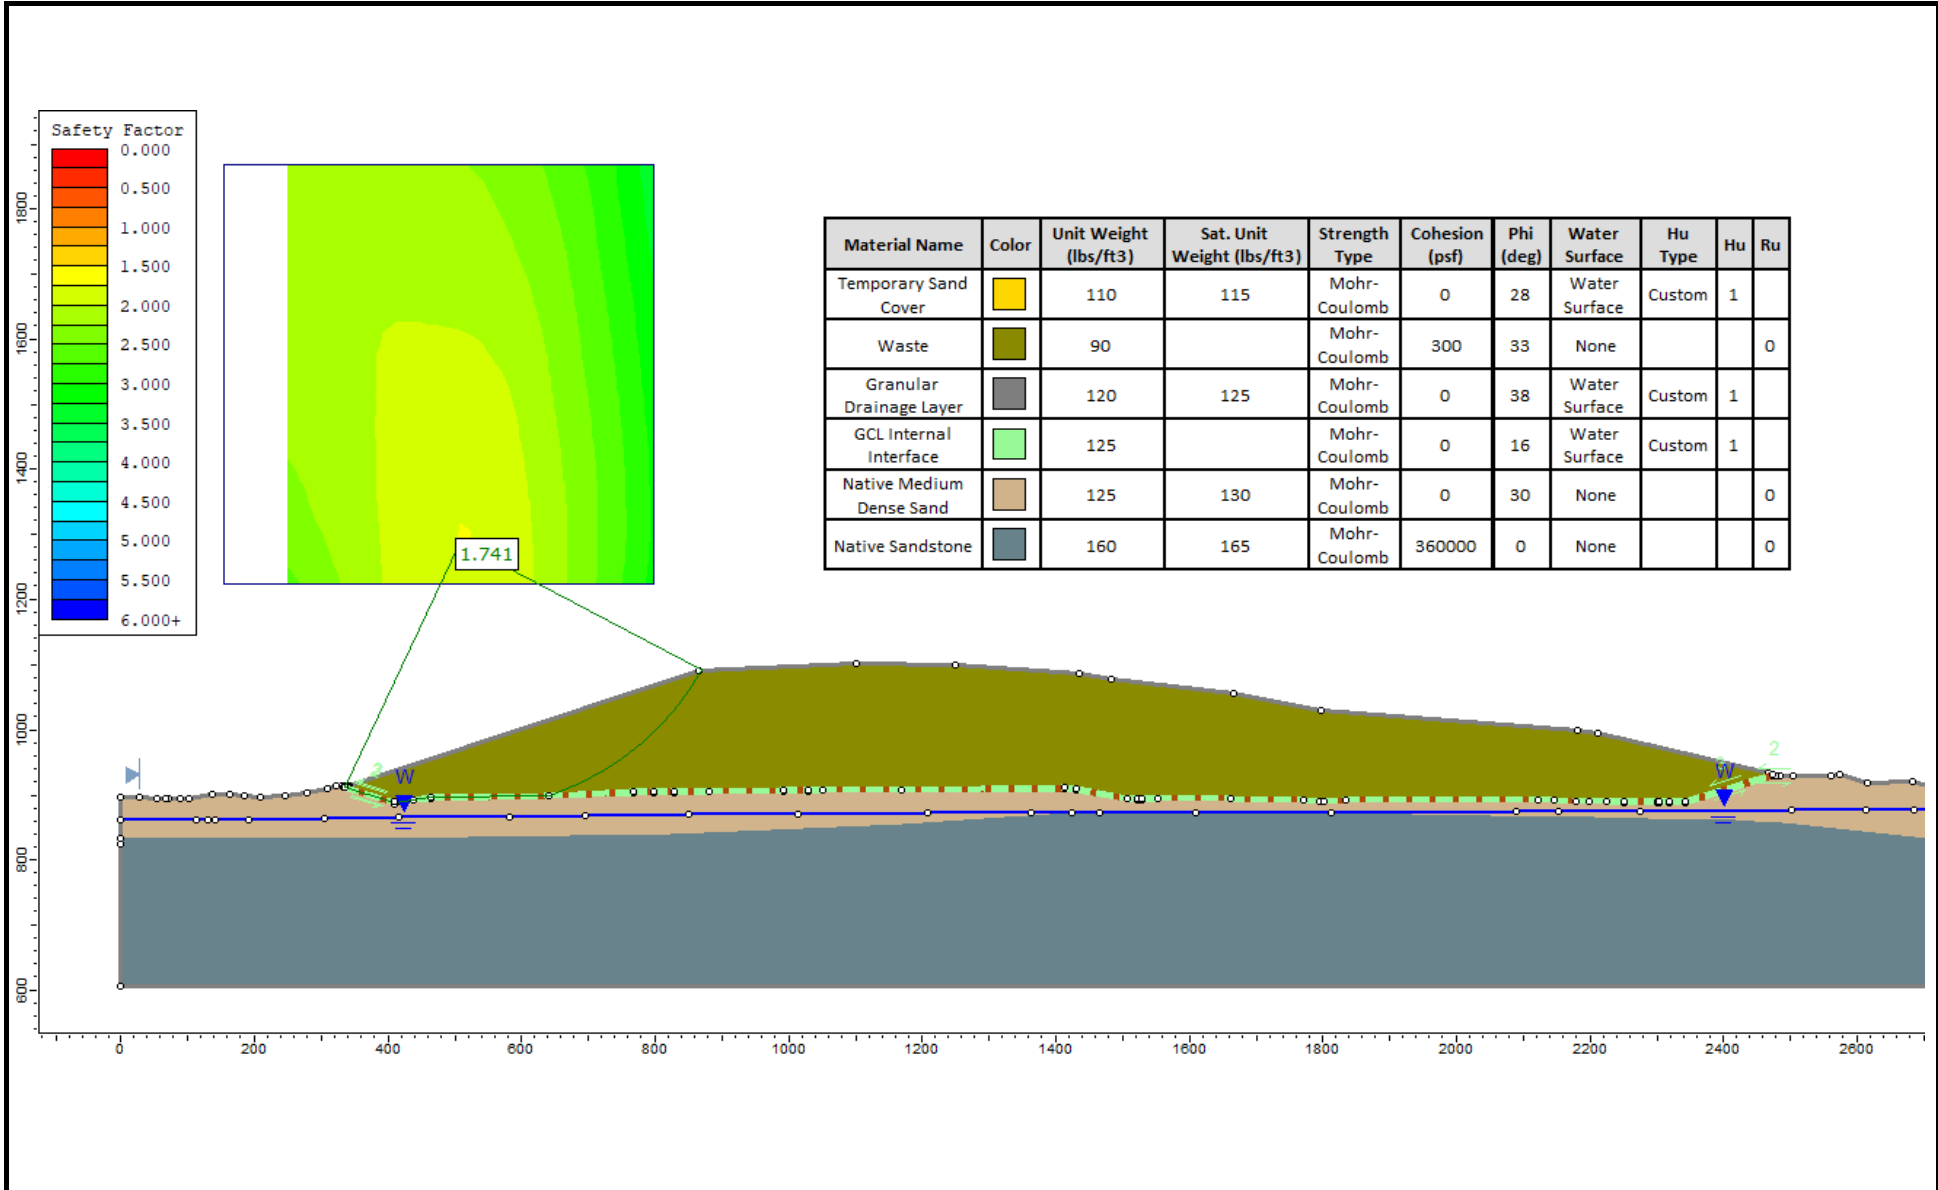 Safety Factor
0.000
0.500
1.000
1.500
2.000
2.500
3.000
3.500
4.000
4.500
5.000
5.500
6.000+
1.741
Material Name Color Unit Weight (lbs/ft3) Sat. Unit Weight (lbs/ft3) Strength Type Cohesion (psf) Phi (deg) Water Surface Hu Type Hu Ru
Temporary Sand Cover 110 115 Mohr-Coulomb 0 28 Water Surface Custom 1
Waste 90 Mohr-Coulomb 300 33 None 0
Granular Drainage Layer 120 125 Mohr-Coulomb 0 38 Water Surface Custom 1
GCL Internal Interface 125 Mohr-Coulomb 0 16 Water Surface Custom 1
Native Medium Dense Sand 125 130 Mohr-Coulomb 0 30 None 0
Native Sandstone 160 165 Mohr-Coulomb 360000 0 None 0
1800
1600
1400
1200
1000
800
600
W
W
2
0 200 400 600 800 1000 1200 1400 1600 1800 2000 2200 2400 2600